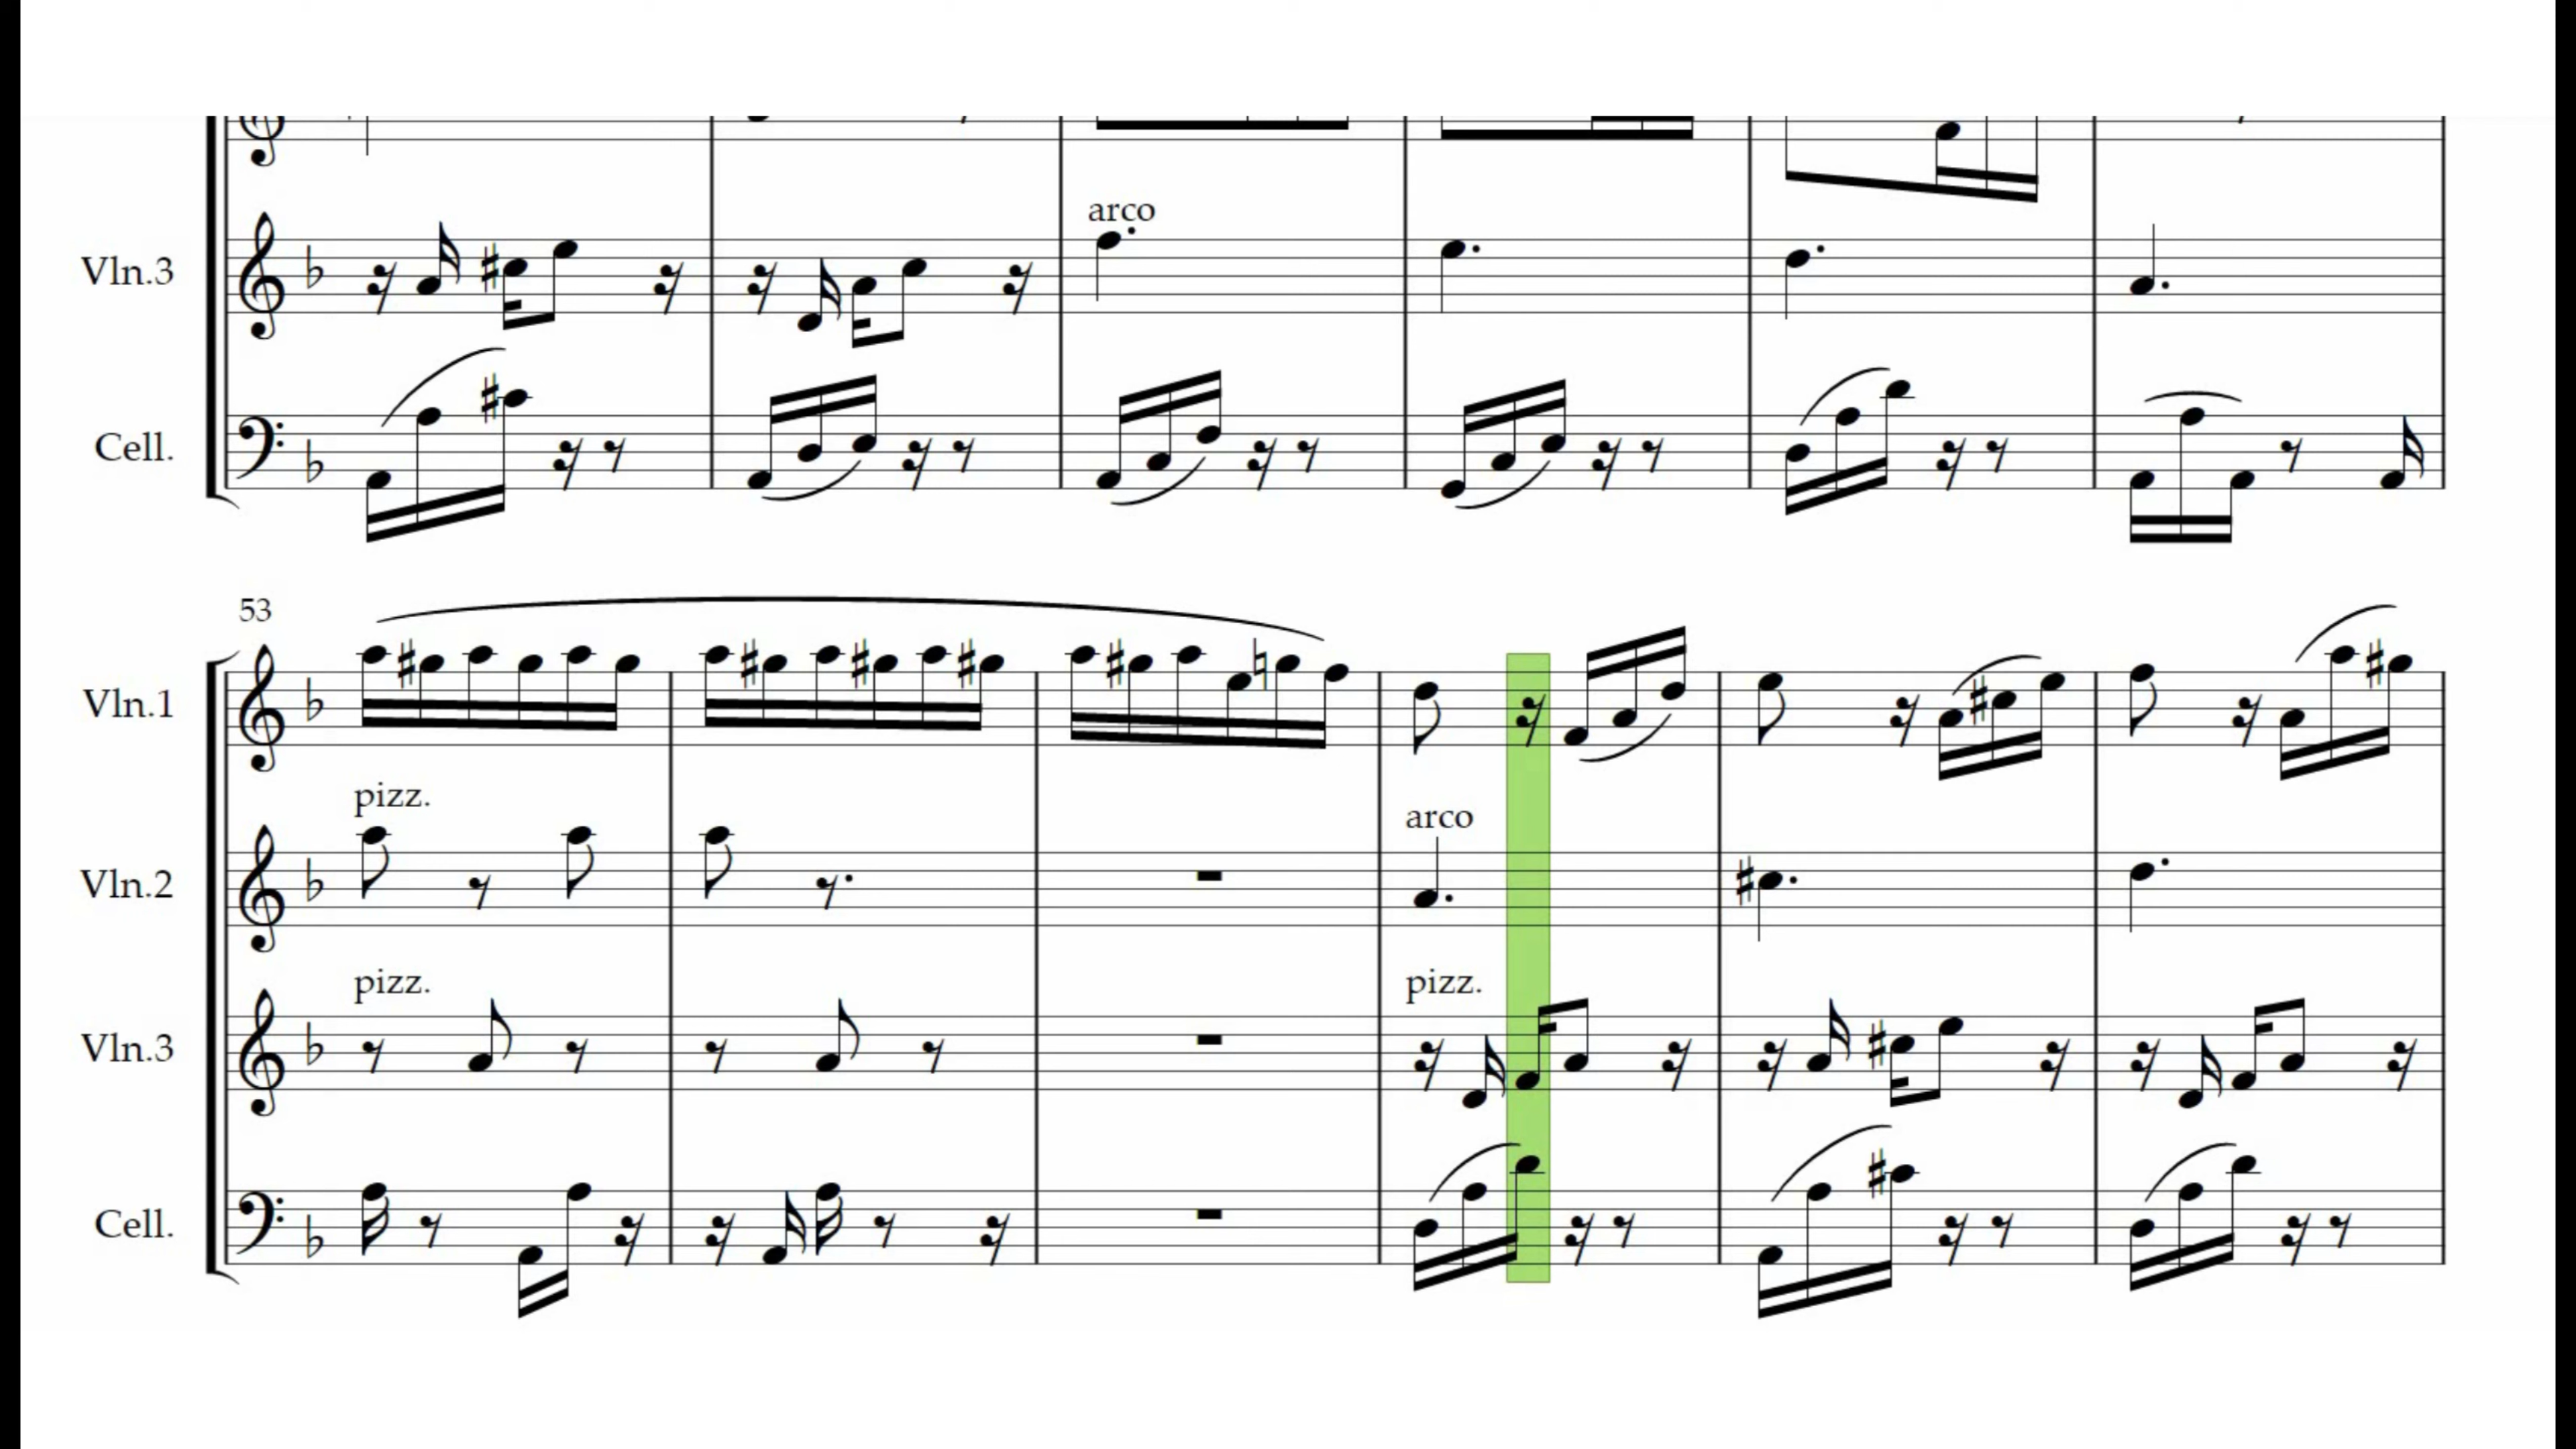 arco
Vln.3
Cell.
53
Vln.1
pizz.
Vln.2
arco
pizz.
pizz.
Vln.3
Cell.